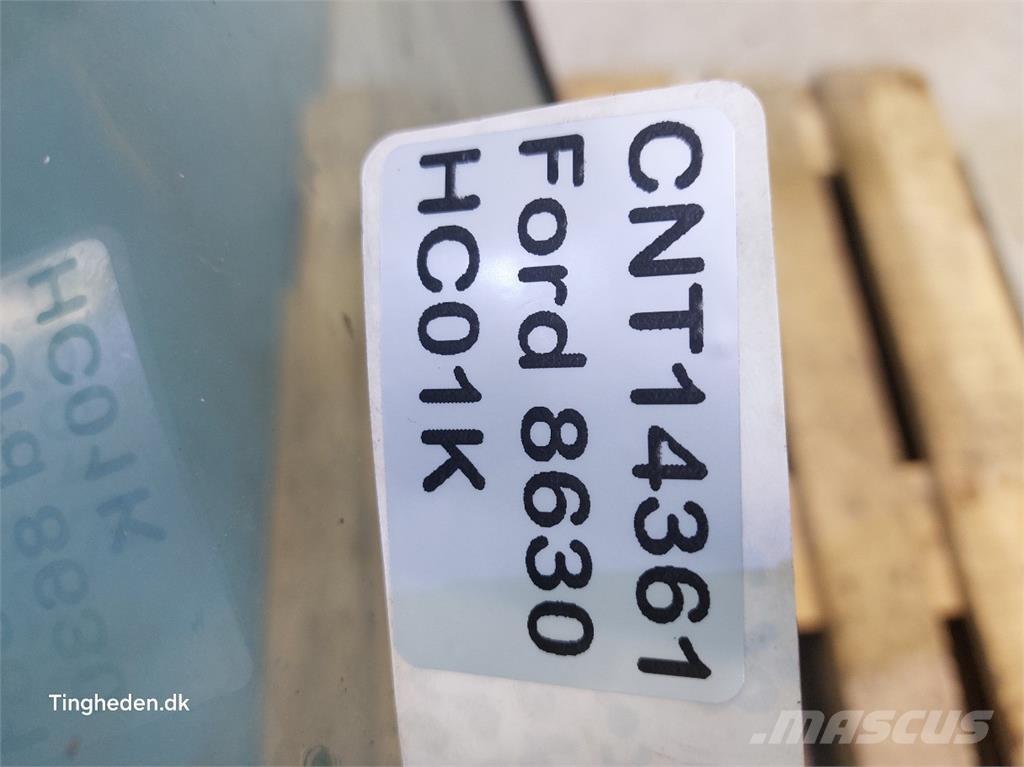 CNT14361
Ford 8630
HC01K
Tingheden.dk
MASCUS